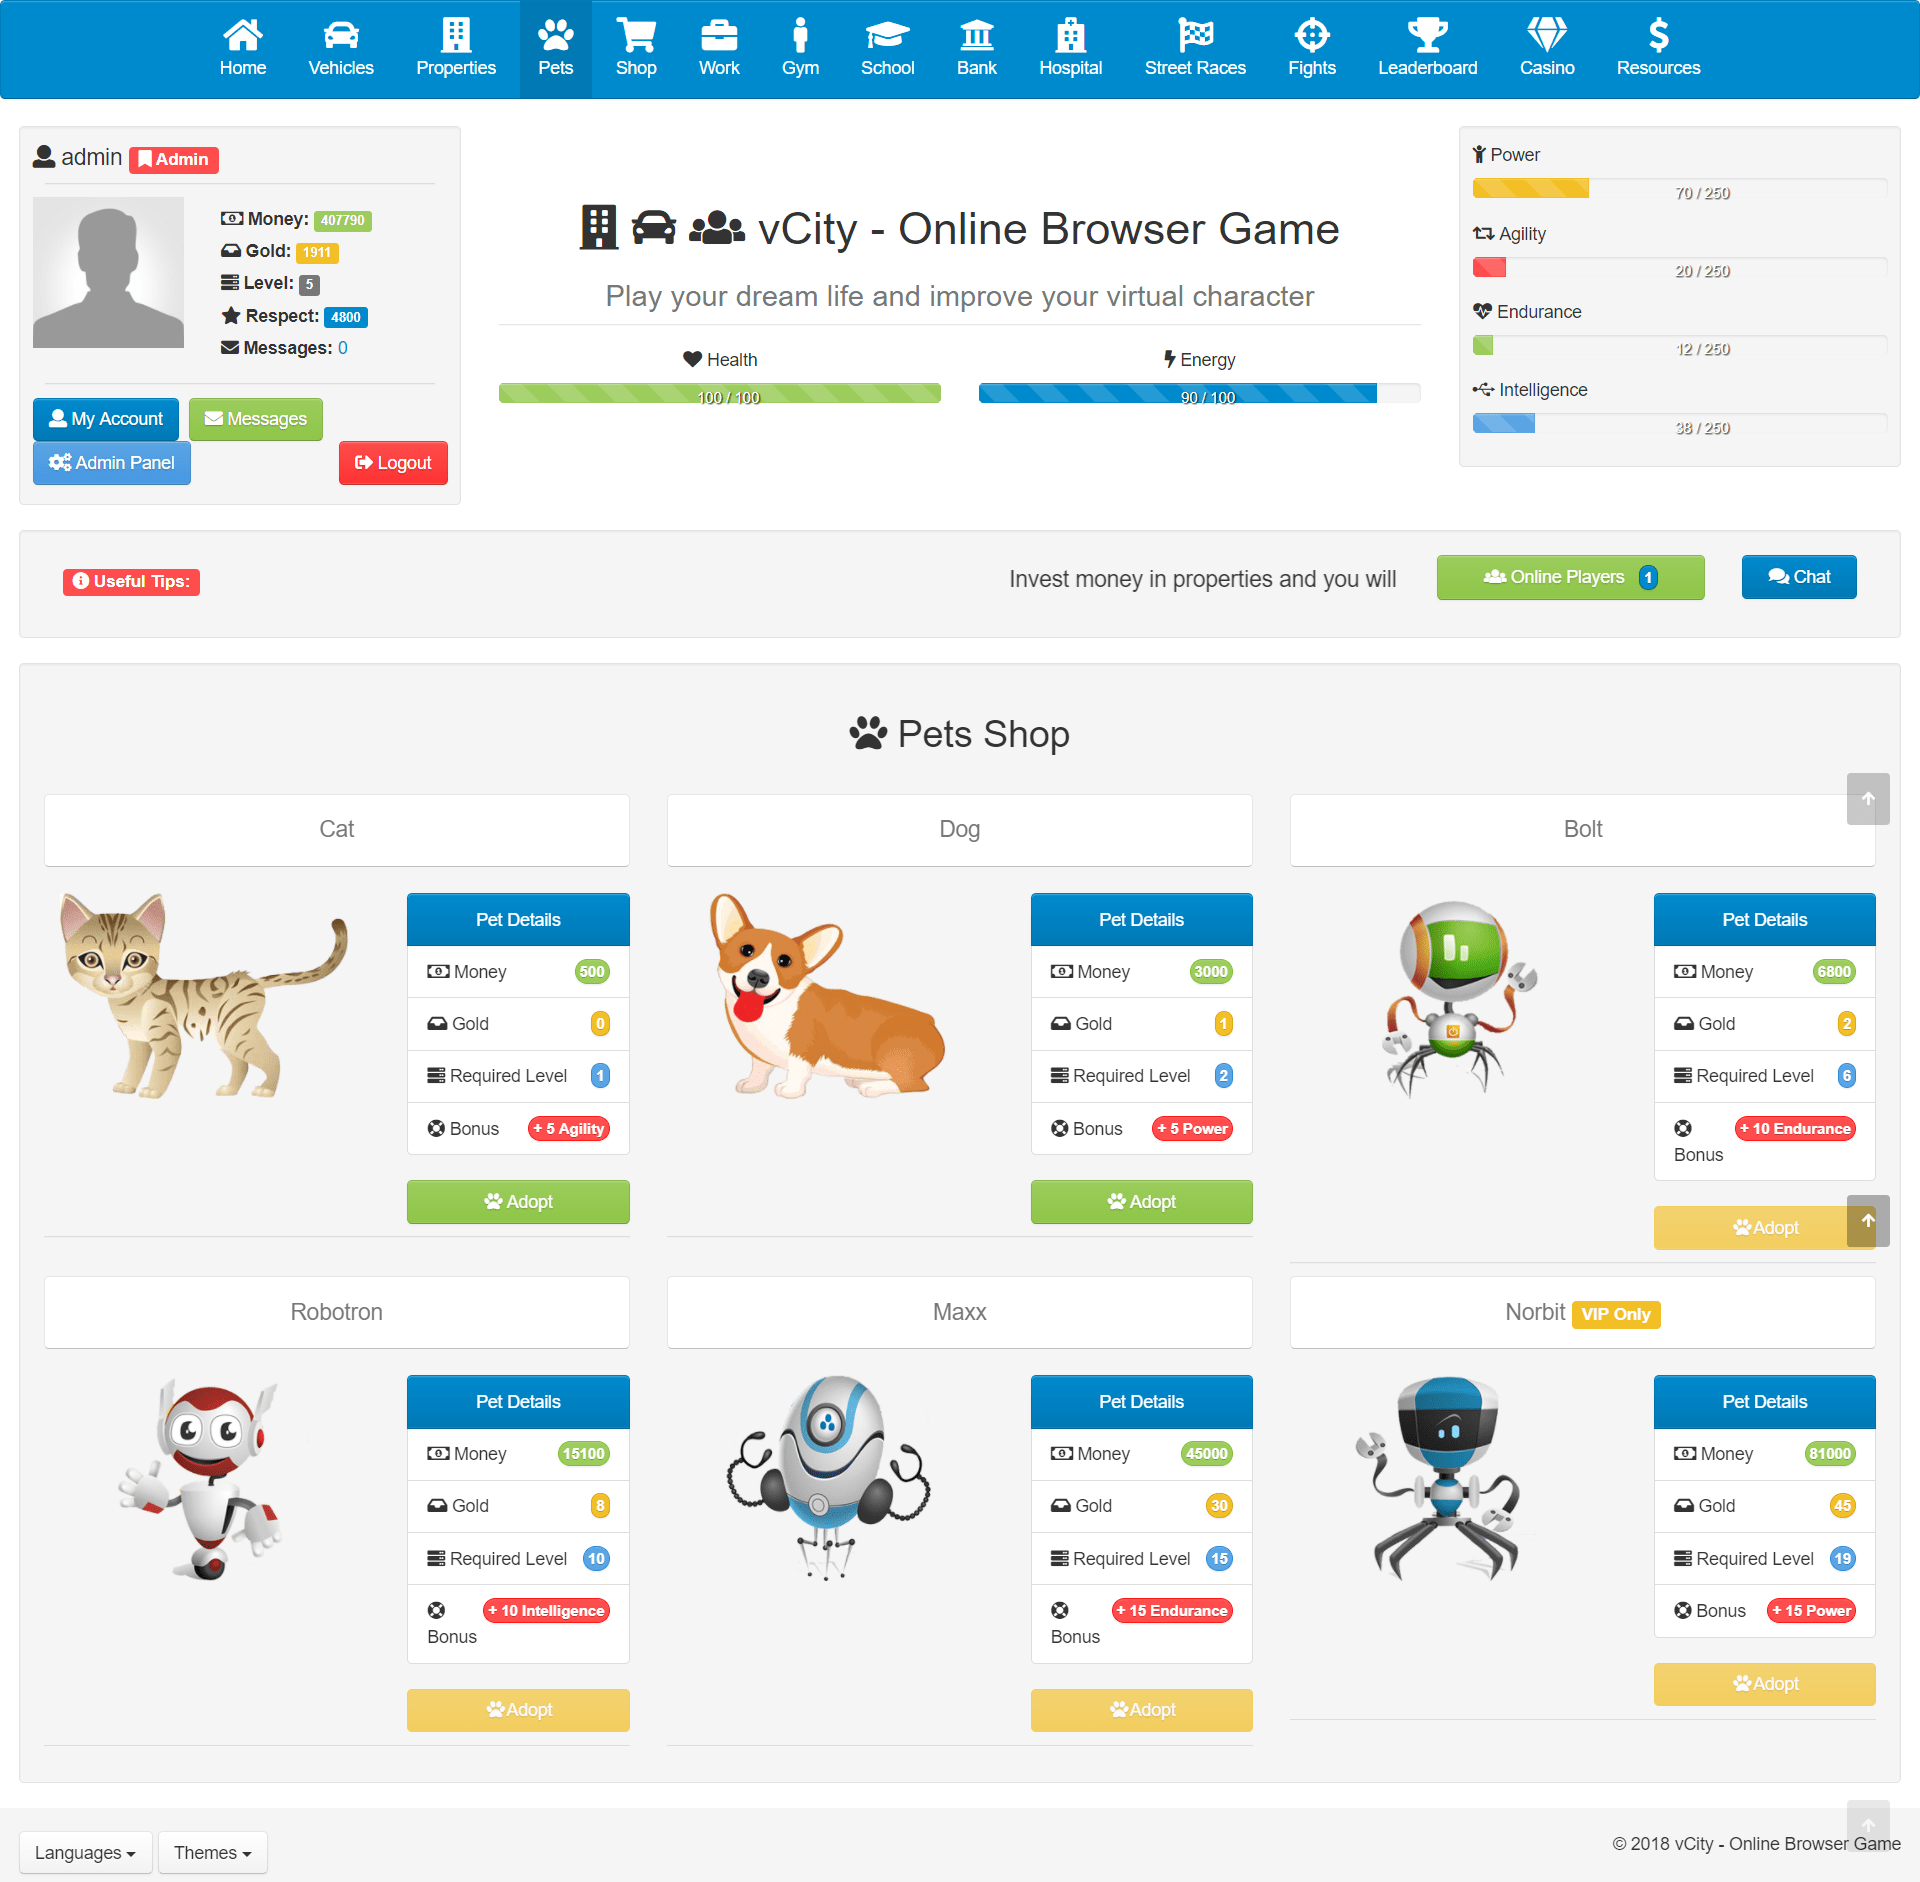 Home Vehicles Properties Pets Shop Work Gym School Bank Hospital Street Races Fights Leaderboard Casino Resources
admin Admin
Money: 407790
Gold: 1911
Level: 5
Respect: 4800
Messages: 0
My Account Messages
Admin Panel Logout
vCity - Online Browser Game
Play your dream life and improve your virtual character
Health Energy
100 / 100 90 / 100
Power
70 / 250
Agility
20 / 250
Endurance
12 / 250
Intelligence
38 / 250
Useful Tips: Invest money in properties and you will Online Players 1 Chat
Pets Shop
Cat
Pet Details
Money 500
Gold 0
Required Level 1
Bonus + 5 Agility
Adopt
Dog
Pet Details
Money 3000
Gold 1
Required Level 2
Bonus + 5 Power
Adopt
Bolt
Pet Details
Money 6800
Gold 2
Required Level 6
+ 10 Endurance
Bonus
Adopt
Robotron
Pet Details
Money 15100
Gold 8
Required Level 10
+ 10 Intelligence
Bonus
Adopt
Maxx
Pet Details
Money 45000
Gold 30
Required Level 15
+ 15 Endurance
Bonus
Adopt
Norbit VIP Only
Pet Details
Money 81000
Gold 45
Required Level 19
Bonus + 15 Power
Adopt
Languages Themes
© 2018 vCity - Online Browser Game